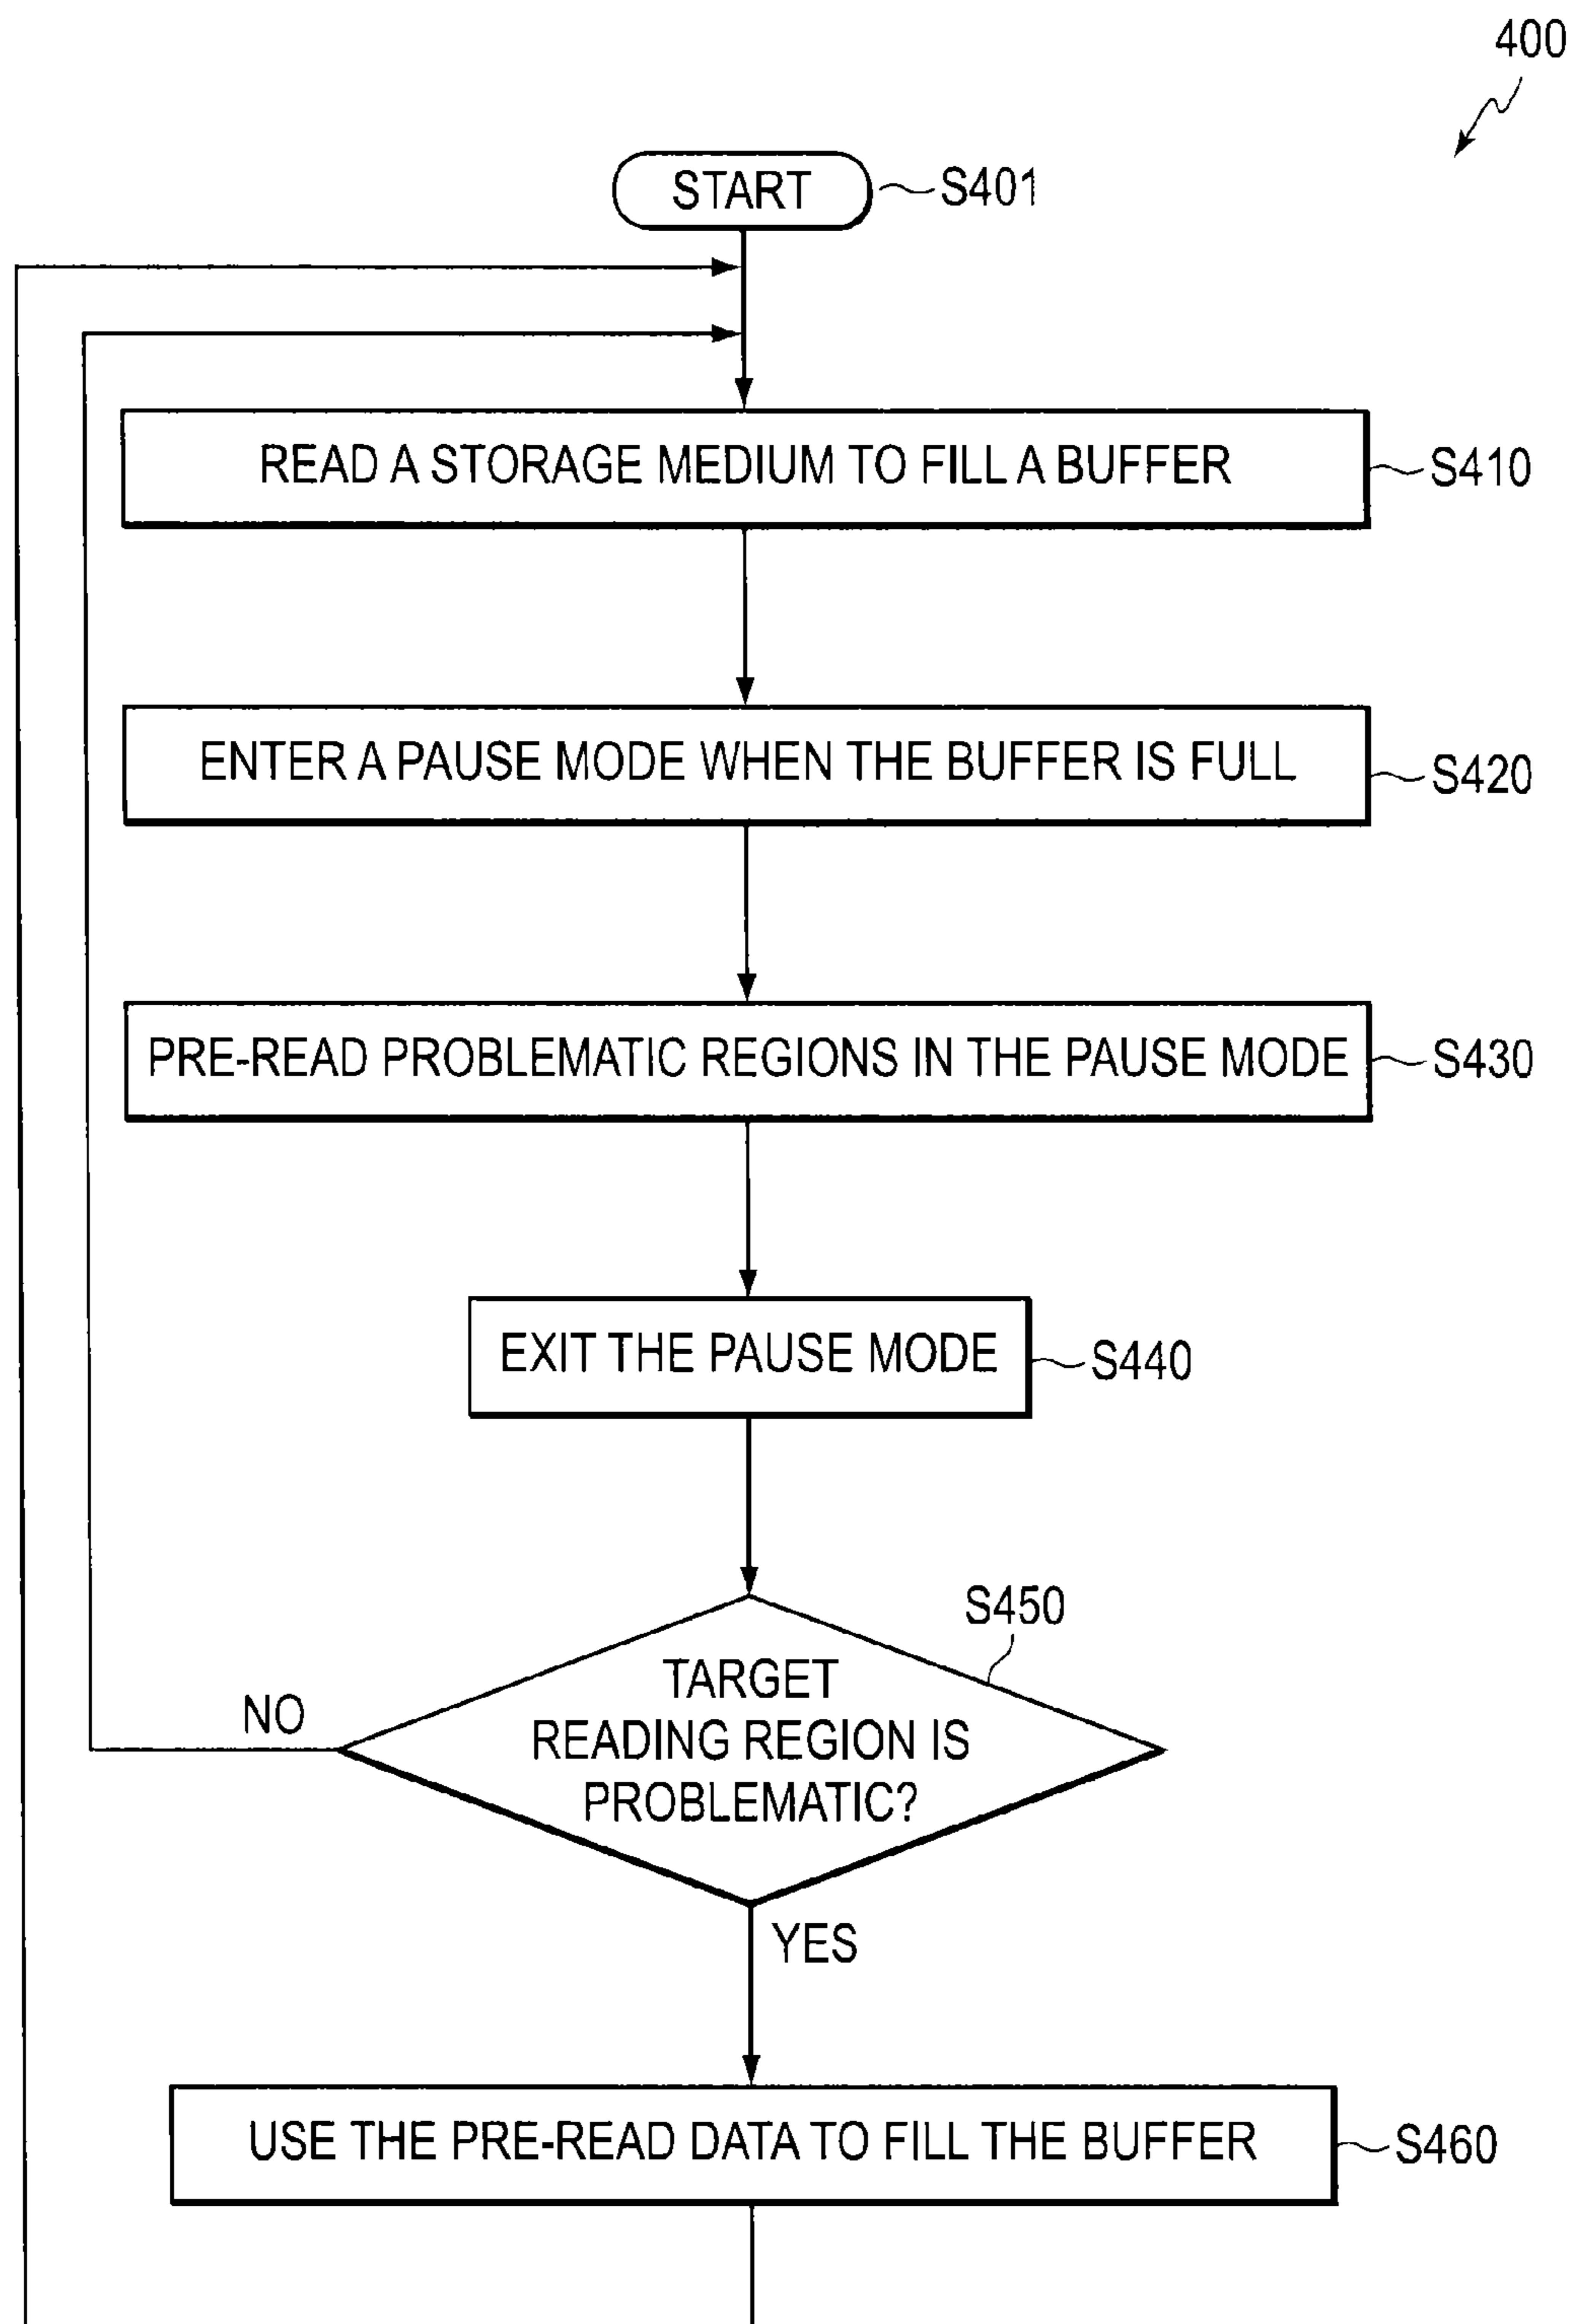 400
START
S401
READ A STORAGE MEDIUM TO FILL A BUFFER
S410
ENTER A PAUSE MODE WHEN THE BUFFER IS FULL
S420
PRE-READ PROBLEMATIC REGIONS IN THE PAUSE MODE
S430
EXIT THE PAUSE MODE
S440
S450
TARGET
READING REGION IS
PROBLEMATIC?
NO
YES
USE THE PRE-READ DATA TO FILL THE BUFFER
S460